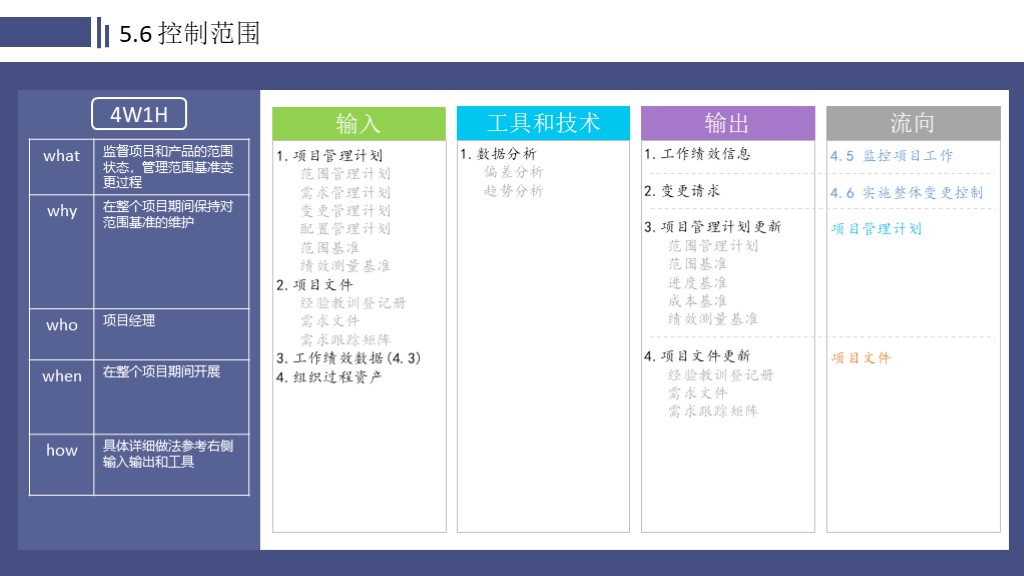 5.6 控制范围
4W1H
what
监督项目和产品的范围
状态，管理范围基准变
更过程
why
在整个项目期间保持对
范围基准的维护
who
项目经理
when
在整个项目期间开展
how
具体详细做法参考右侧
输入输出和工具
输入
1.项目管理计划
范围管理计划
需求管理计划
变更管理计划
配置管理计划
范围基准
绩效测量基准
2.项目文件
经验教训登记册
需求文件
需求跟踪矩阵
3.工作绩效数据(4.3)
4.组织过程资产
工具和技术
1.数据分析
偏差分析
趋势分析
输出
1.工作绩效信息
2.变更请求
3.项目管理计划更新
范围管理计划
范围基准
进度基准
成本基准
绩效测量基准
4.项目文件更新
经验教训登记册
需求文件
需求跟踪矩阵
流向
4.5 监控项目工作
4.6 实施整体变更控制
项目管理计划
项目文件